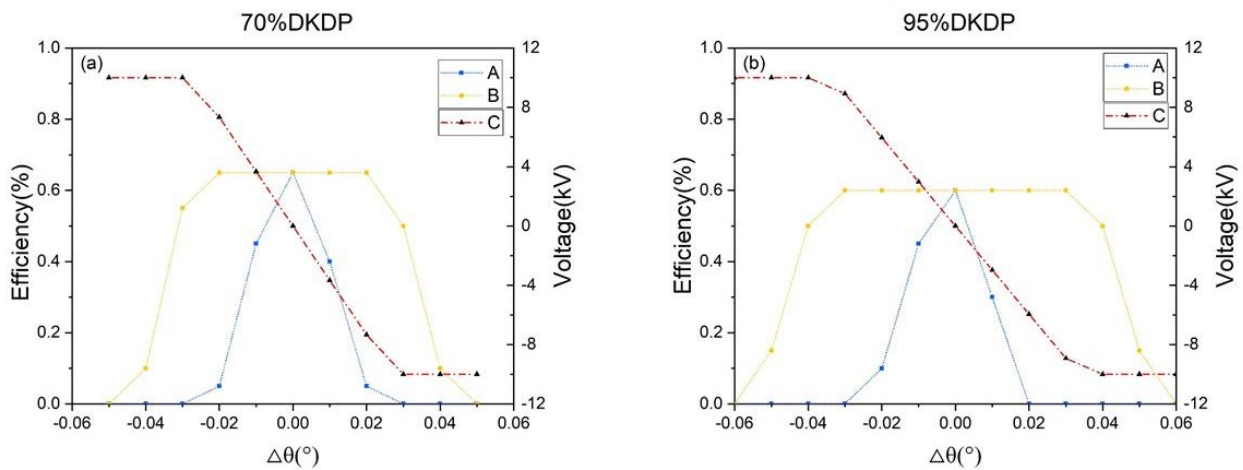 70%DKDP
(a)
A
B
C
1.0
0.8
0.6
0.4
0.2
0.0
Efficiency(%)
12
8
4
0
-4
-8
-12
Voltage(kV)
-0.06 -0.04 -0.02 0.00 0.02 0.04 0.06
△θ(°)
95%DKDP
(b)
A
B
C
1.0
0.8
0.6
0.4
0.2
0.0
Efficiency(%)
12
8
4
0
-4
-8
-12
Voltage(kV)
-0.06 -0.04 -0.02 0.00 0.02 0.04 0.06
△θ(°)